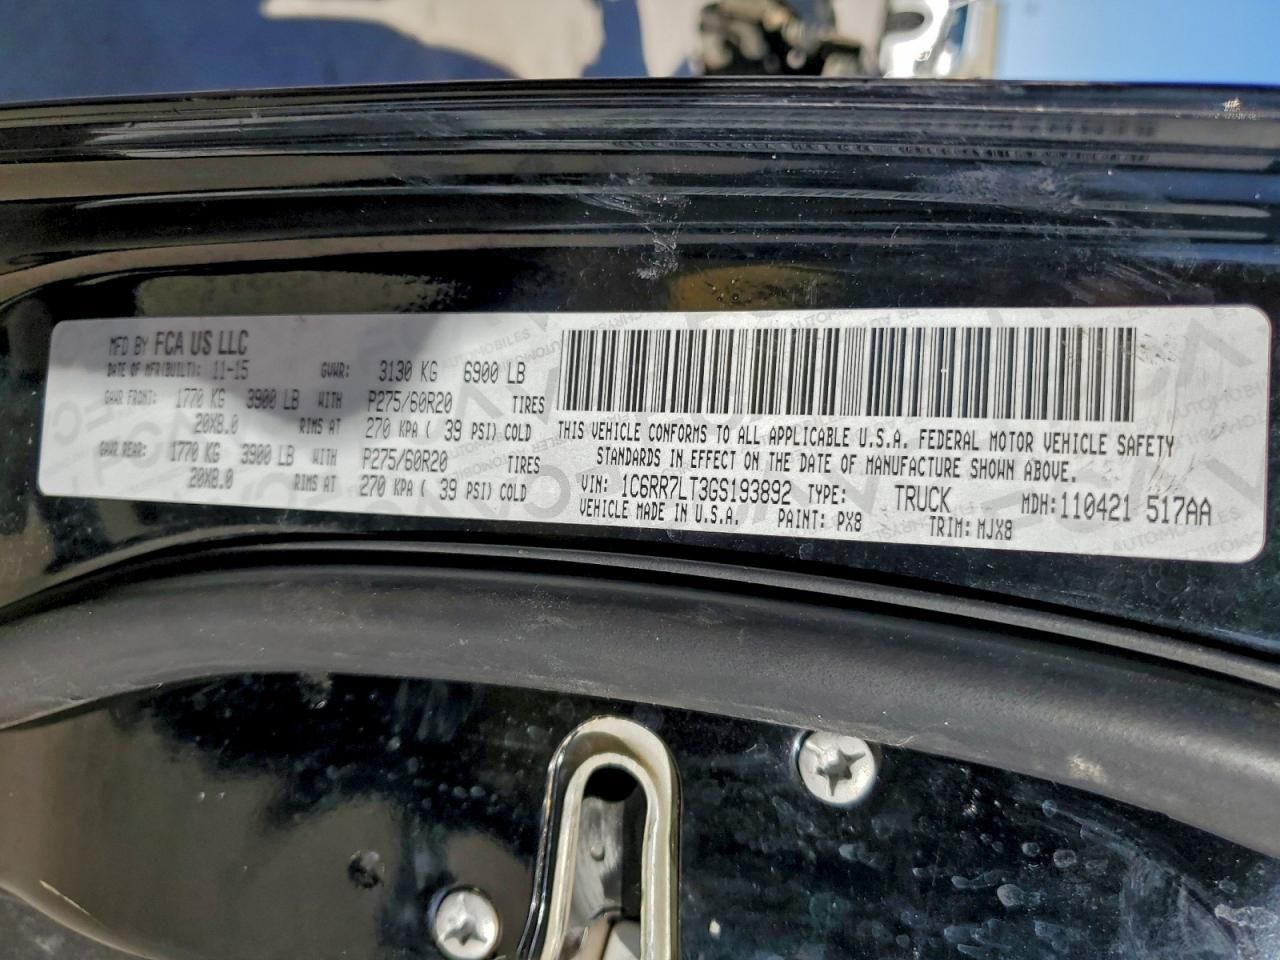 MFD BY FCA US LLC
DATE OF MFR(BUILT): 11-15 GVWR: 3130 KG 6900 LB
GAWR FRONT: 1770 KG 3900 LB WITH P275/60R20 TIRES
20X8.0 RIMS AT 270 KPA ( 39 PSI) COLD
GAWR REAR: 1770 KG 3900 LB WITH P275/60R20 TIRES
20X8.0 RIMS AT 270 KPA ( 39 PSI) COLD
THIS VEHICLE CONFORMS TO ALL APPLICABLE U.S.A. FEDERAL MOTOR VEHICLE SAFETY
STANDARDS IN EFFECT ON THE DATE OF MANUFACTURE SHOWN ABOVE.
VIN: 1C6RR7LT3GS193892 TYPE: TRUCK MDH:110421 517AA
VEHICLE MADE IN U.S.A. PAINT: PX8 TRIM: MJX8